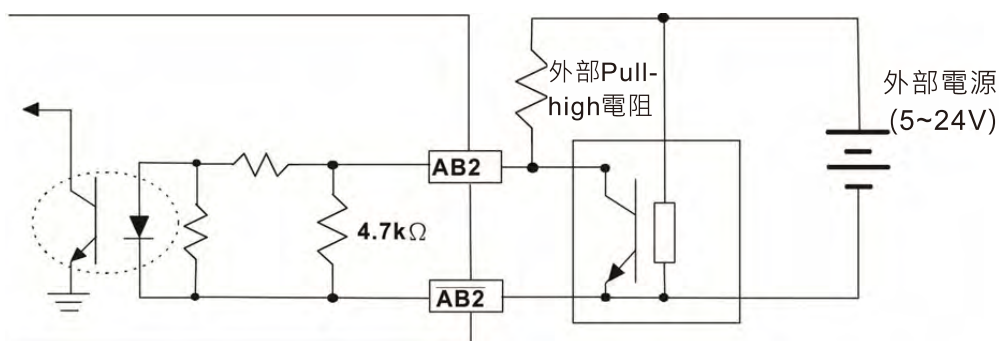 外部Pull-
high電阻
外部電源
(5~24V)
AB2
4.7kΩ
A̅B̅2̅